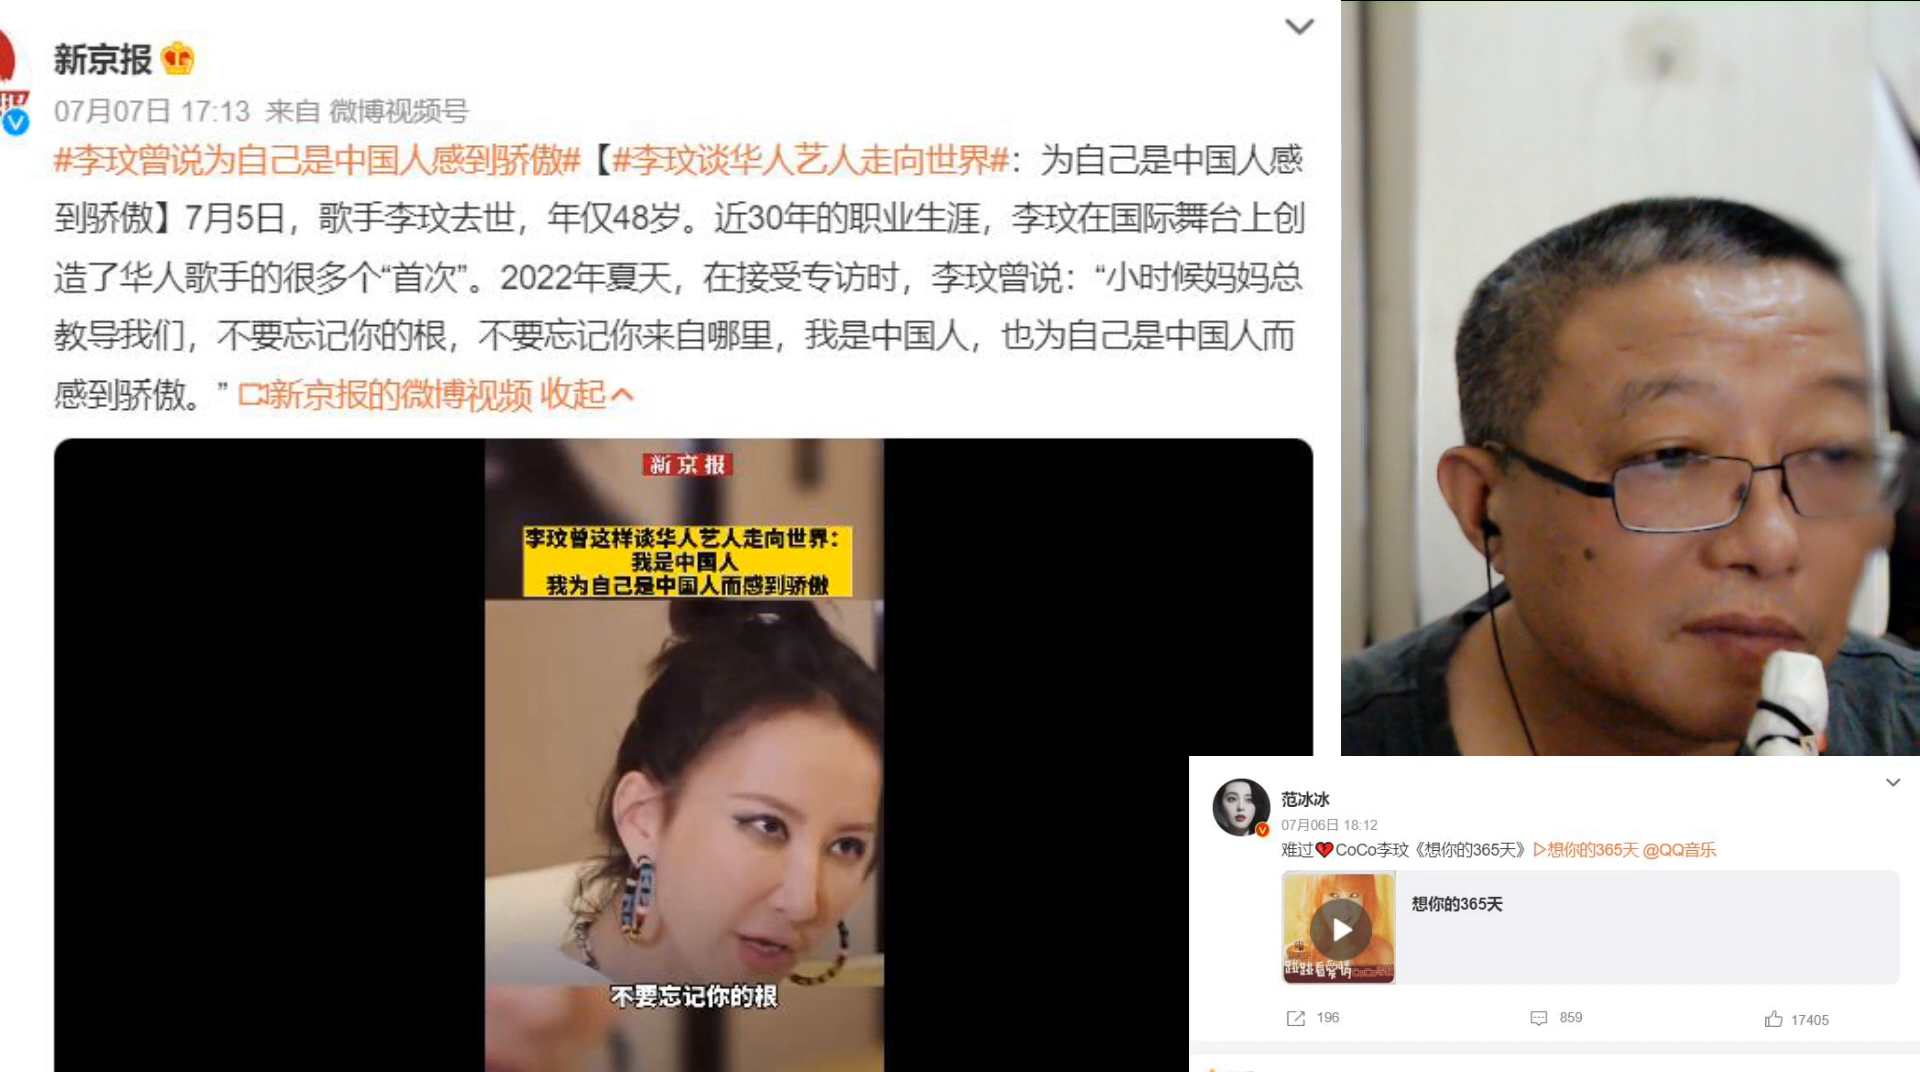 新京报
07月07日 17:13 来自 微博视频号
#李玟曾说为自己是中国人感到骄傲#【#李玟谈华人艺人走向世界#：为自己是中国人感
到骄傲】7月5日，歌手李玟去世，年仅48岁。近30年的职业生涯，李玟在国际舞台上创
造了华人歌手的很多个“首次”。2022年夏天，在接受专访时，李玟曾说：“小时候妈妈总
教导我们，不要忘记你的根，不要忘记你来自哪里，我是中国人，也为自己是中国人而
感到骄傲。” 新京报的微博视频 收起
新京报
李玟曾这样谈华人艺人走向世界：
我是中国人
我为自己是中国人而感到骄傲
不要忘记你的根
范冰冰
07月06日 18:12
难过💔CoCo李玟《想你的365天》▷想你的365天 @QQ音乐
想你的365天
196
859
17405